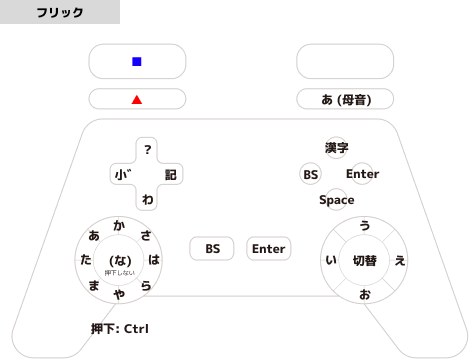 フリック
あ (母音)
?
小゛
記
わ
漢字
BS
Enter
Space
か
あ
さ
た
(な)
押下しない
は
ま
ら
や
BS
Enter
う
い
切替
え
お
押下: Ctrl